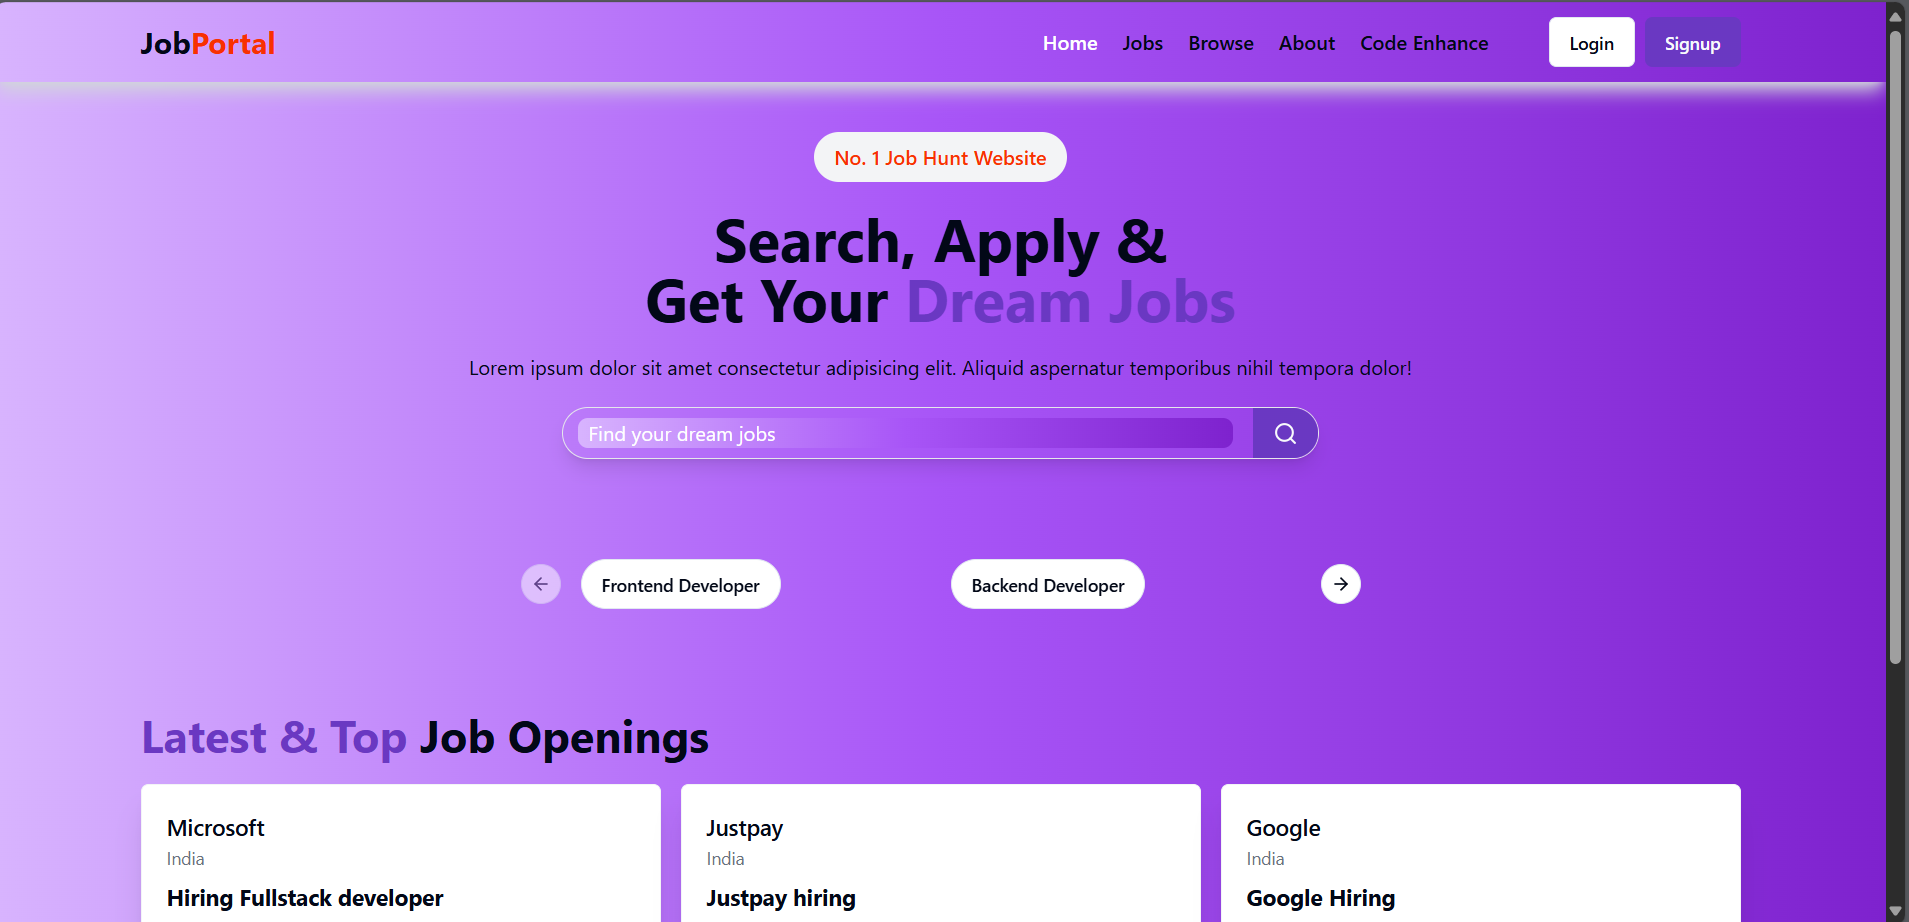 JobPortal
Home Jobs Browse About Code Enhance Login Signup
No. 1 Job Hunt Website
Search, Apply &
Get Your Dream Jobs
Lorem ipsum dolor sit amet consectetur adipisicing elit. Aliquid aspernatur temporibus nihil tempora dolor!
Find your dream jobs
Frontend Developer Backend Developer
Latest & Top Job Openings
Microsoft
India
Hiring Fullstack developer
Justpay
India
Justpay hiring
Google
India
Google Hiring